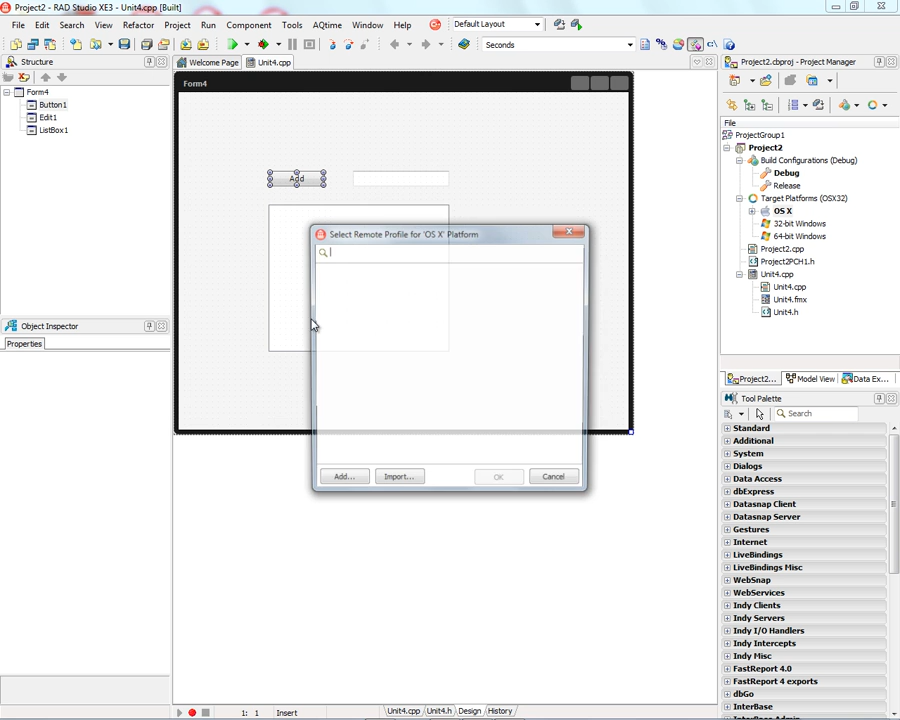 Project2 - RAD Studio XE3 - Unit4.cpp [Built]
File Edit Search View Refactor Project Run Component Tools AQtime Window Help Default Layout
Seconds
Structure
Welcome Page Unit4.cpp
Project2.cbproj - Project Manager
Form4
Button1
Edit1
ListBox1
Form4
Add
Select Remote Profile for 'OS X' Platform
Add...
Import...
OK
Cancel
Object Inspector
Properties
File
ProjectGroup1
Project2
Build Configurations (Debug)
Debug
Release
Target Platforms (OSX32)
OS X
32-bit Windows
64-bit Windows
Project2.cpp
Project2PCH1.h
Unit4.cpp
Unit4.cpp
Unit4.fmx
Unit4.h
Project2... Model View Data Ex...
Tool Palette
Search
Standard
Additional
System
Dialogs
Data Access
dbExpress
Datasnap Client
Datasnap Server
Gestures
Internet
LiveBindings
LiveBindings Misc
WebSnap
WebServices
Indy Clients
Indy Servers
Indy I/O Handlers
Indy Intercepts
Indy Misc
FastReport 4.0
FastReport 4 exports
dbGo
InterBase
InterBase Admin
1: 1 Insert
Unit4.cpp Unit4.h Design History